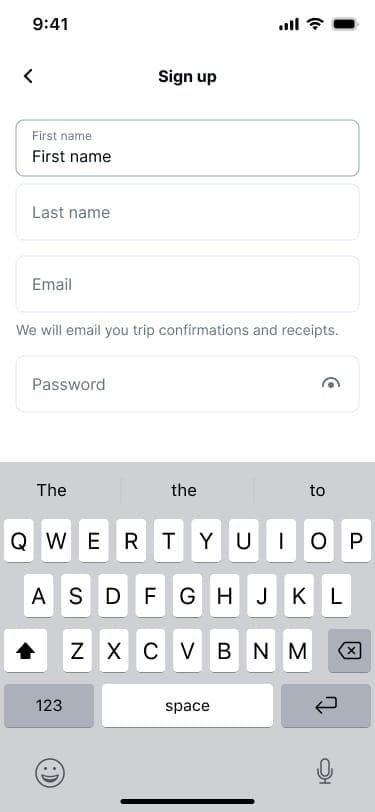 9:41
Sign up
First name
First name
Last name
Email
We will email you trip confirmations and receipts.
Password
The the to
Q W E R T Y U I O P
A S D F G H J K L
Z X C V B N M
123 space